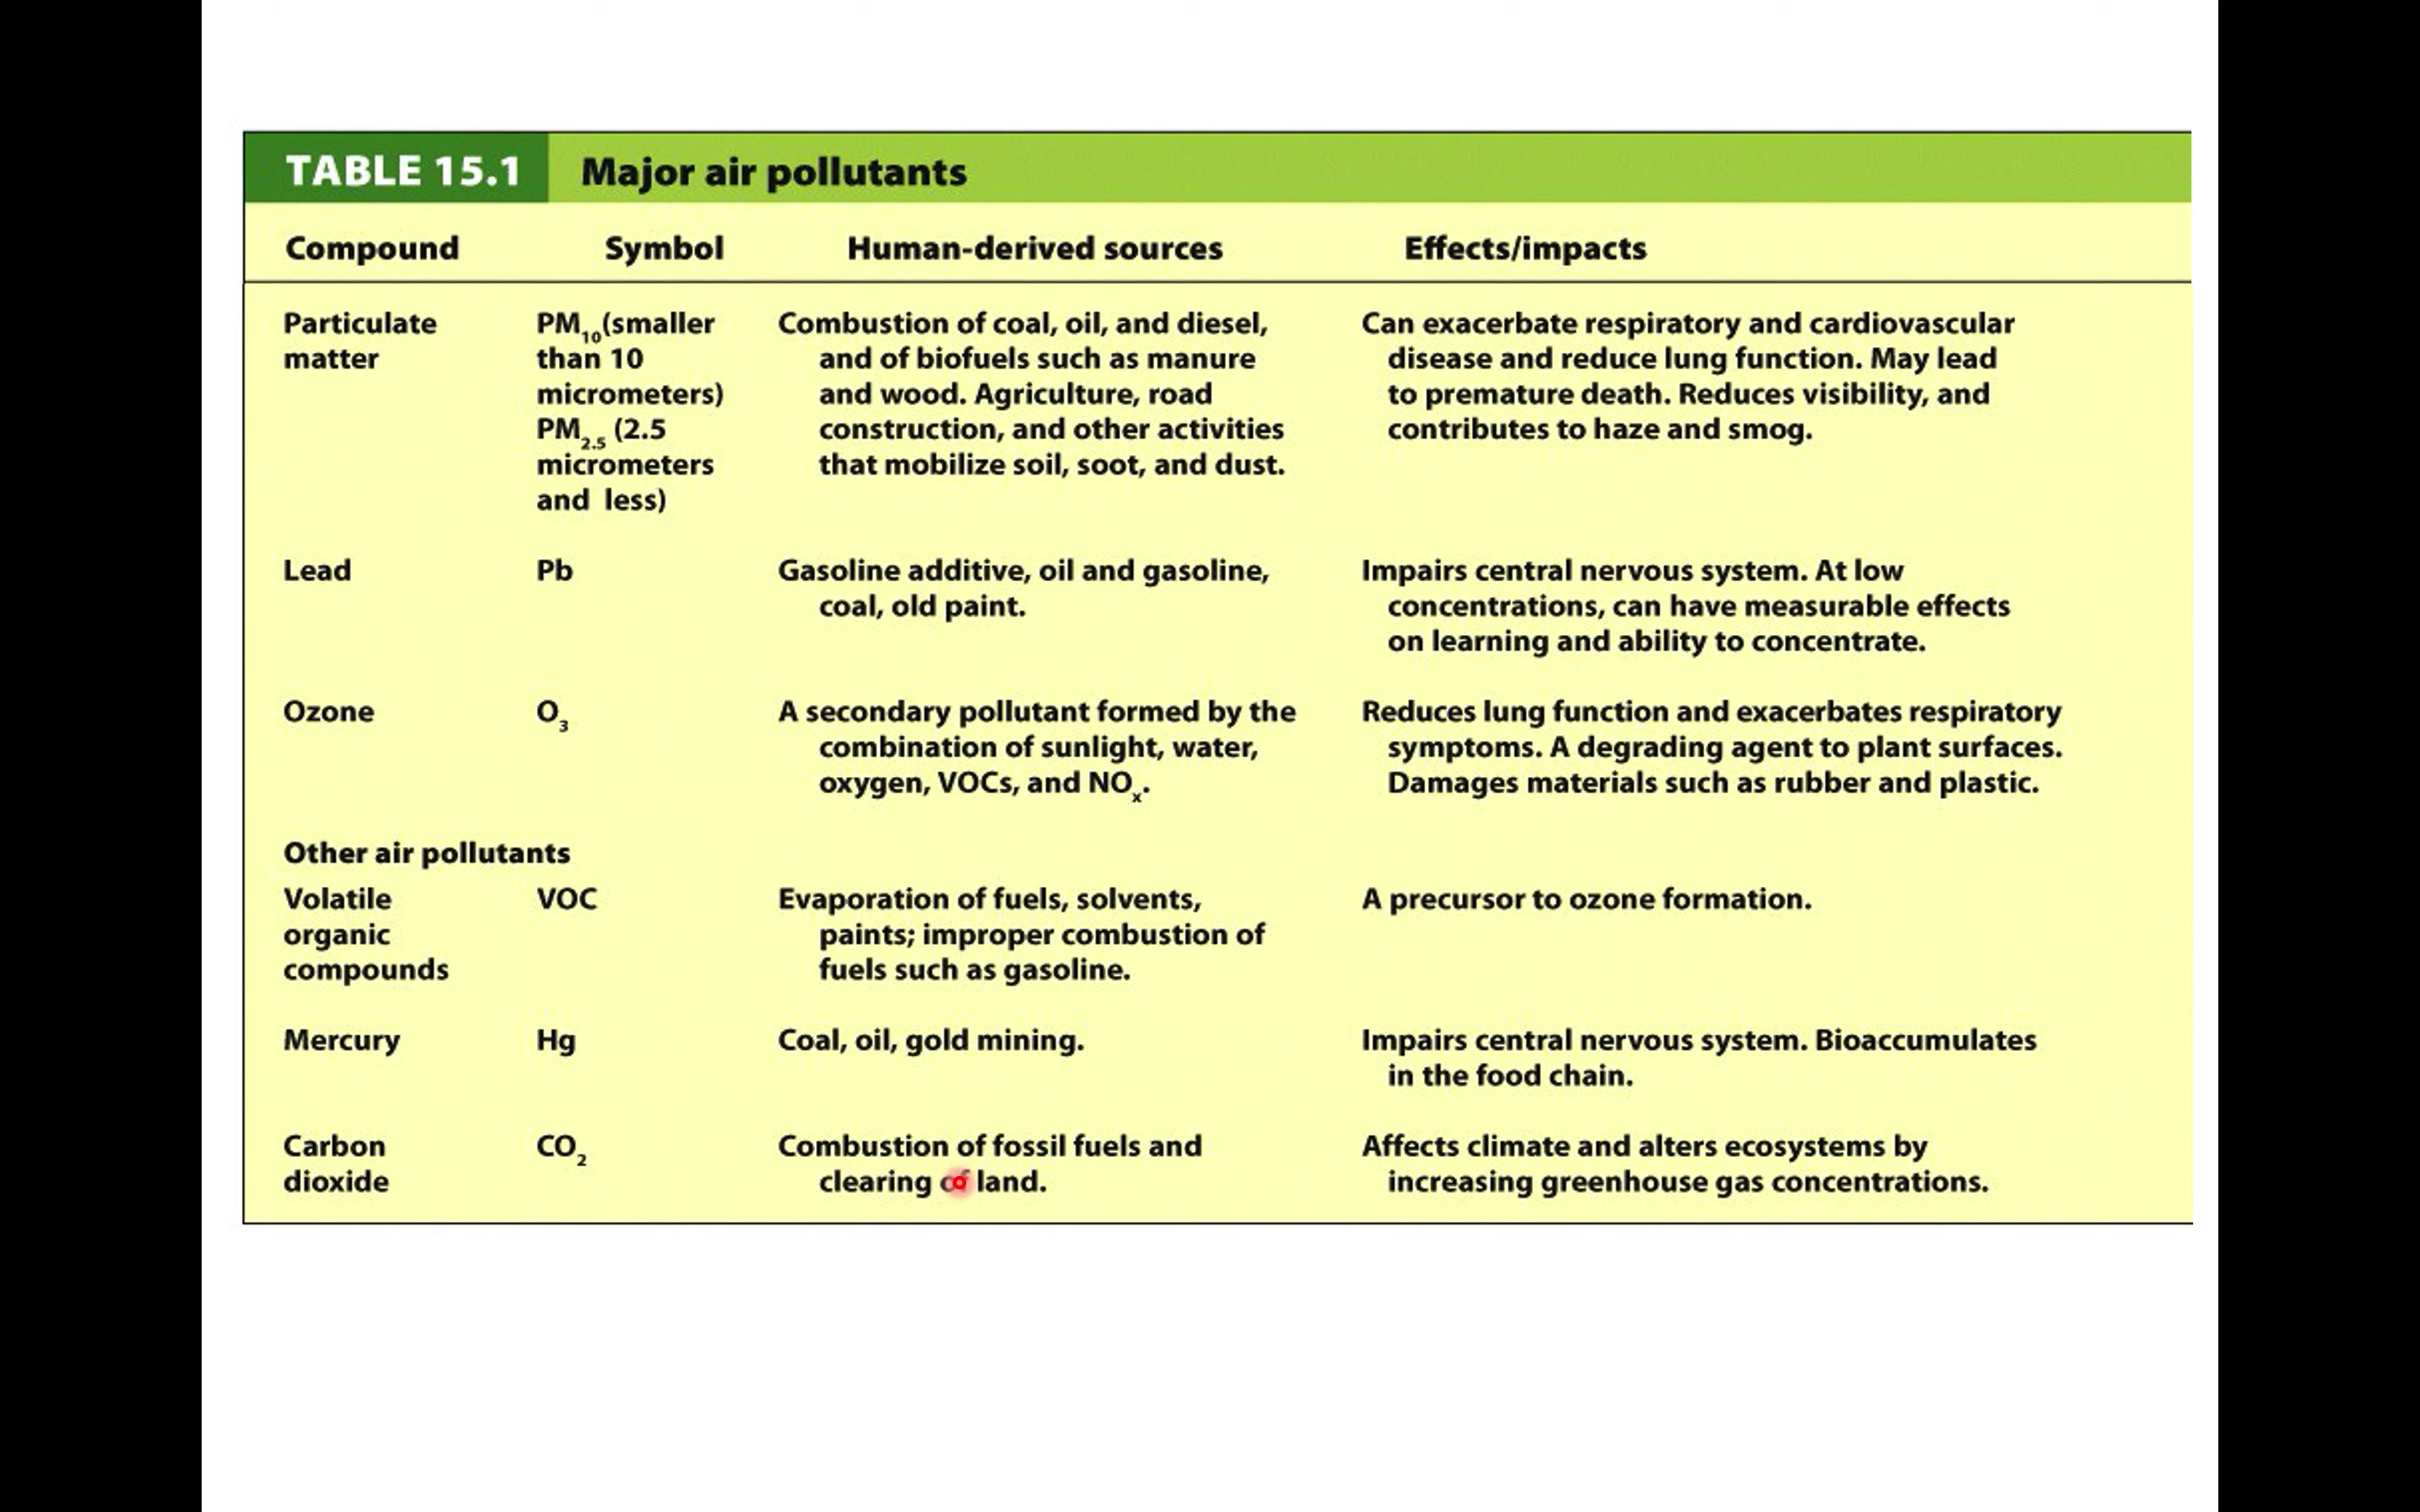 TABLE 15.1 Major air pollutants
Compound Symbol Human-derived sources Effects/impacts
Particulate PM10(smaller Combustion of coal, oil, and diesel, Can exacerbate respiratory and cardiovascular
matter than 10 and of biofuels such as manure disease and reduce lung function. May lead
micrometers) and wood. Agriculture, road to premature death. Reduces visibility, and
PM2.5 (2.5 construction, and other activities contributes to haze and smog.
micrometers that mobilize soil, soot, and dust.
and less)
Lead Pb Gasoline additive, oil and gasoline, Impairs central nervous system. At low
coal, old paint. concentrations, can have measurable effects
on learning and ability to concentrate.
Ozone O3 A secondary pollutant formed by the Reduces lung function and exacerbates respiratory
combination of sunlight, water, symptoms. A degrading agent to plant surfaces.
oxygen, VOCs, and NOx. Damages materials such as rubber and plastic.
Other air pollutants
Volatile VOC Evaporation of fuels, solvents, A precursor to ozone formation.
organic paints; improper combustion of
compounds fuels such as gasoline.
Mercury Hg Coal, oil, gold mining. Impairs central nervous system. Bioaccumulates
in the food chain.
Carbon CO2 Combustion of fossil fuels and Affects climate and alters ecosystems by
dioxide clearing of land. increasing greenhouse gas concentrations.